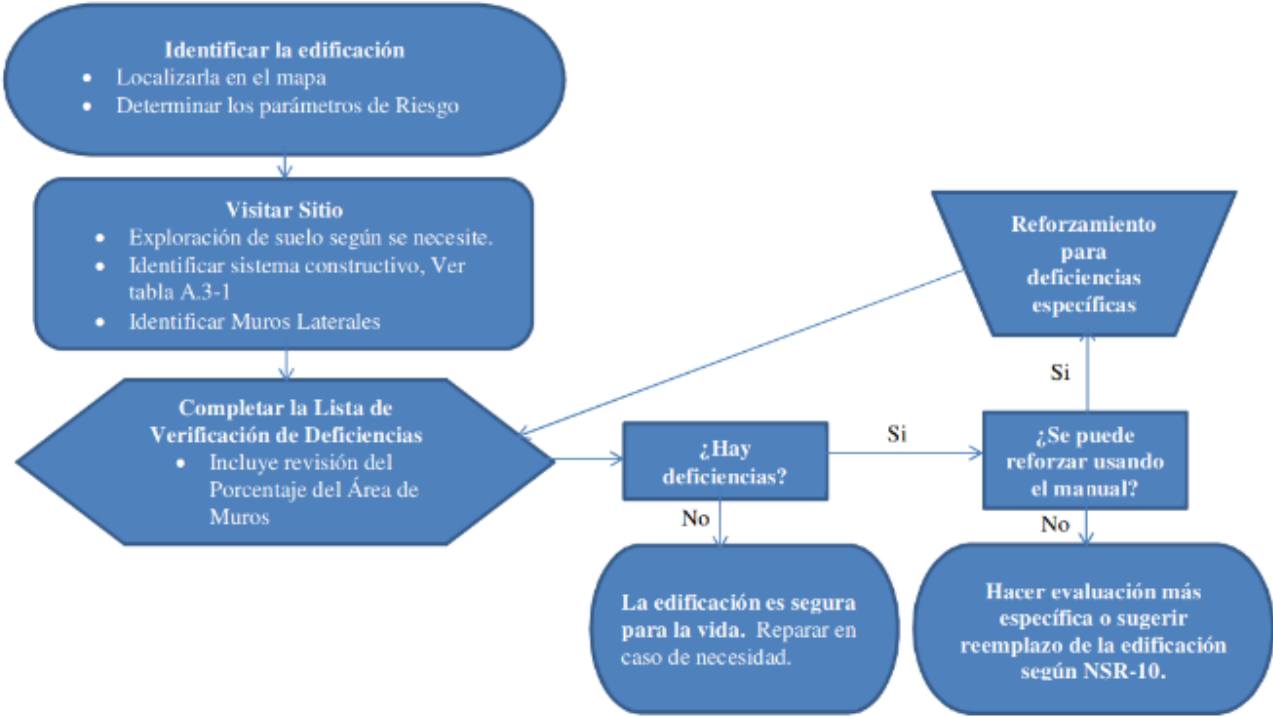 Identificar la edificación
• Localizarla en el mapa
• Determinar los parámetros de Riesgo
Visitar Sitio
• Exploración de suelo según se necesite.
• Identificar sistema constructivo, Ver
tabla A.3-1
• Identificar Muros Laterales
Completar la Lista de
Verificación de Deficiencias
• Incluye revisión del
Porcentaje del Área de
Muros
¿Hay
deficiencias?
Si
¿Se puede
reforzar usando
el manual?
Si
Reforzamiento
para
deficiencias
específicas
No
La edificación es segura
para la vida. Reparar en
caso de necesidad.
No
Hacer evaluación más
específica o sugerir
reemplazo de la edificación
según NSR-10.